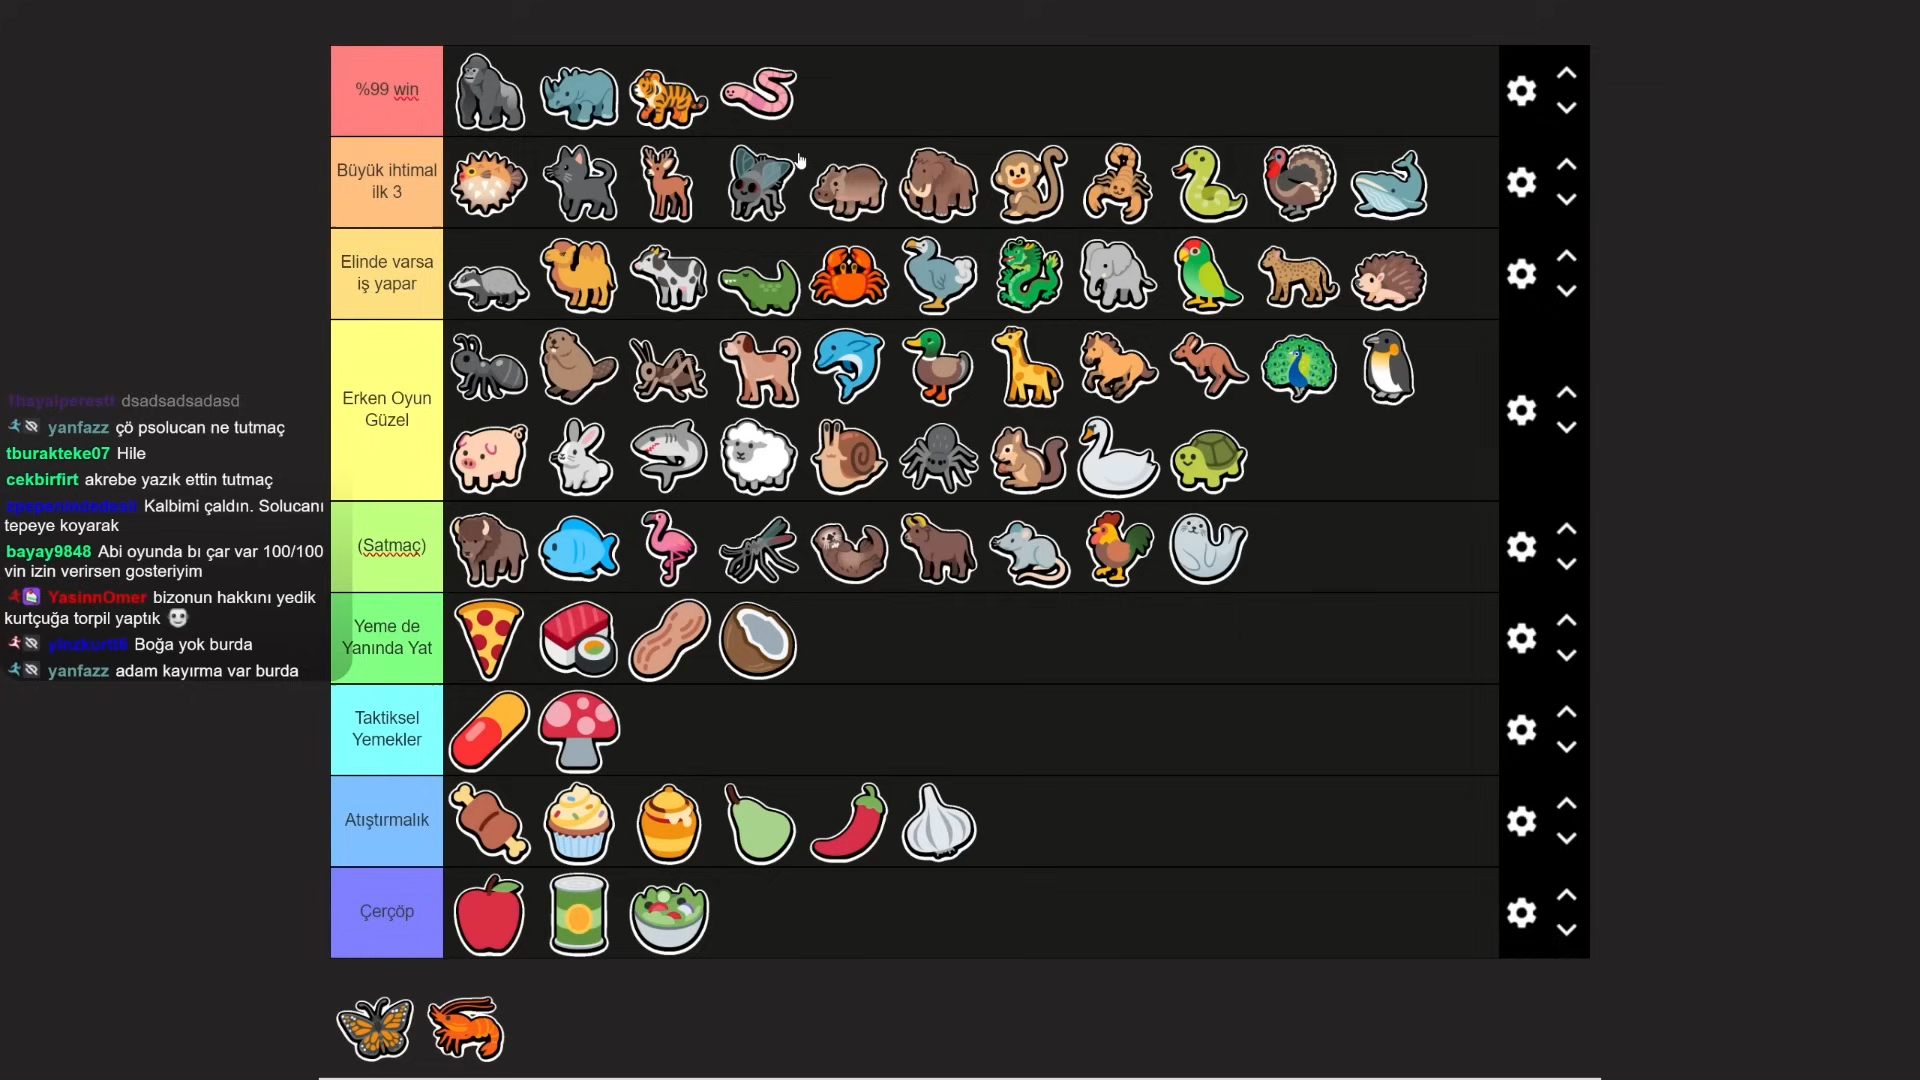 %99 win
Büyük ihtimal
ilk 3
Elinde varsa
iş yapar
Erken Oyun
Güzel
(Satmaç)
Yeme de
Yanında Yat
Taktiksel
Yemekler
Atıştırmalık
Çerçöp
dsadsadsadasd
yanfazz çö psolucan ne tutmaç
tburakteke07 Hile
cekbirfirt akrebe yazık ettin tutmaç
Kalbimi çaldın. Solucanı
tepeye koyarak
bayay9848 Abi oyunda bı çar var 100/100
vin izin verirsen gosteriyim
YasinnOmer bizonun hakkını yedik
kurtçuğa torpil yaptık
Boğa yok burda
yanfazz adam kayırma var burda